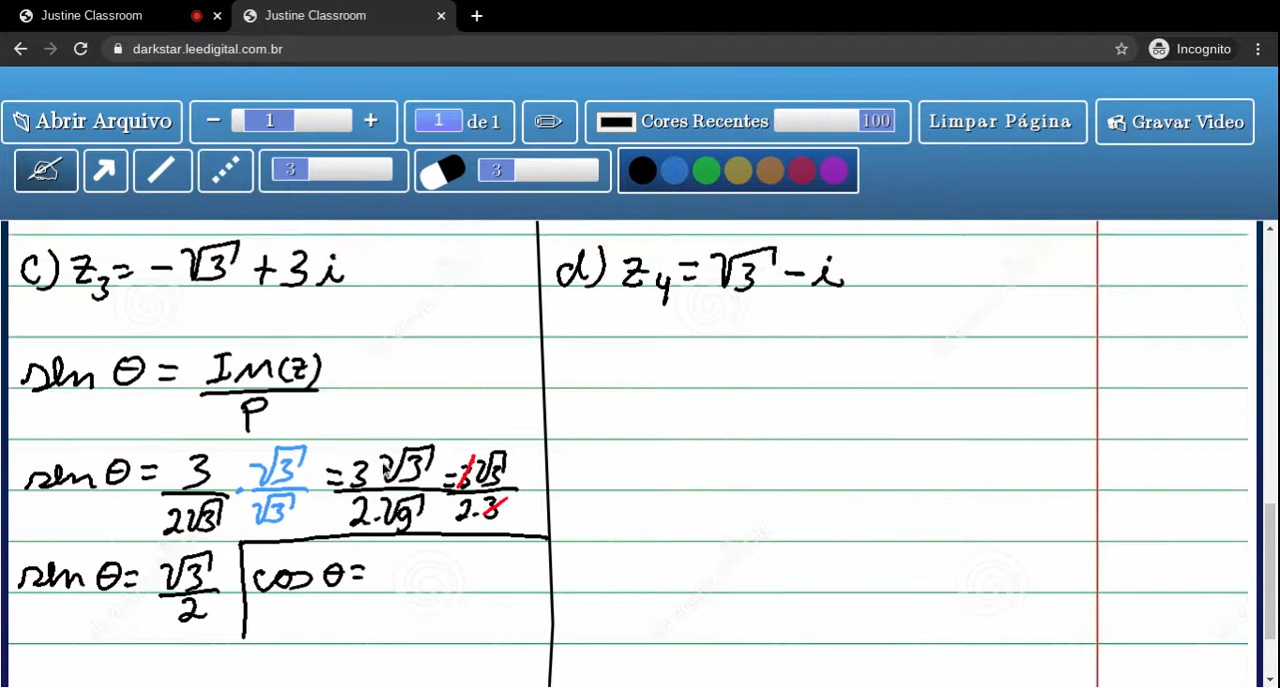 Justine Classroom
Justine Classroom
darkstar.leedigital.com.br
Incognito
Abrir Arquivo
− 1 +
1 de 1
Cores Recentes 100
Limpar Página
Gravar Video
3
3
c) z₃ = −√3 + 3i
sen θ = Im(z)/ρ
sen θ = 3/2√3 · √3/√3 = 3√3/2·√9 = 3√3/2·3
sen θ = √3/2
cos θ =
d) z₄ = √3 − i